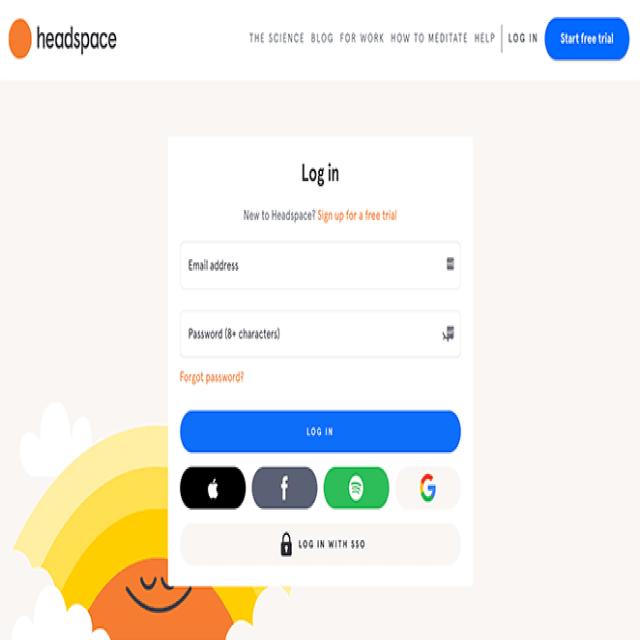 headspace
THE SCIENCE BLOG FOR WORK HOW TO MEDITATE HELP LOG IN Start free trial
Log in
New to Headspace? Sign up for a free trial
Email address
Password (8+ characters)
Forgot password?
LOG IN
LOG IN WITH SSO